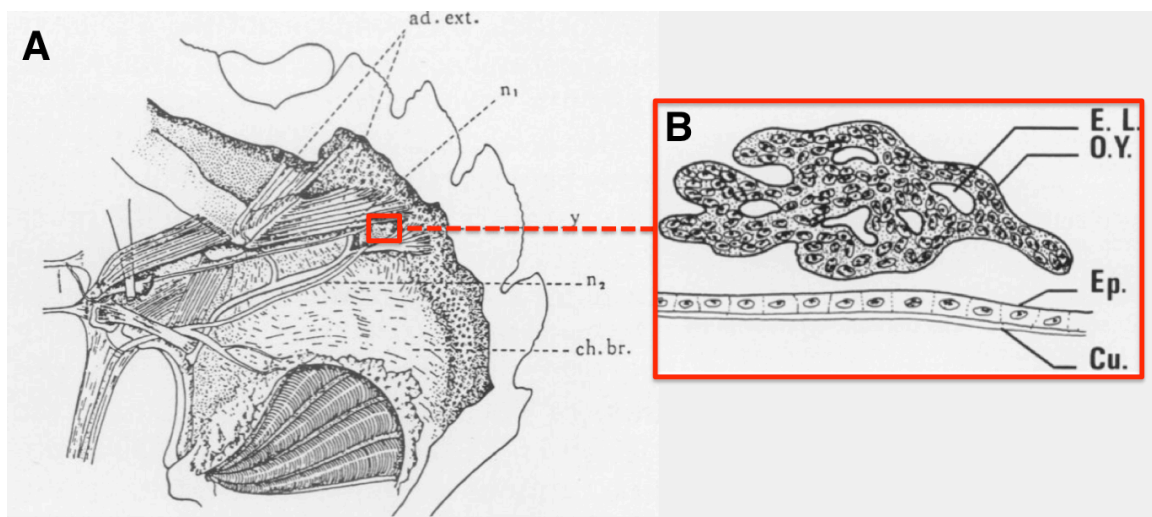 A
ad. ext.
n₁
y
n₂
ch. br.
B
E. L.
O.Y.
Ep.
Cu.